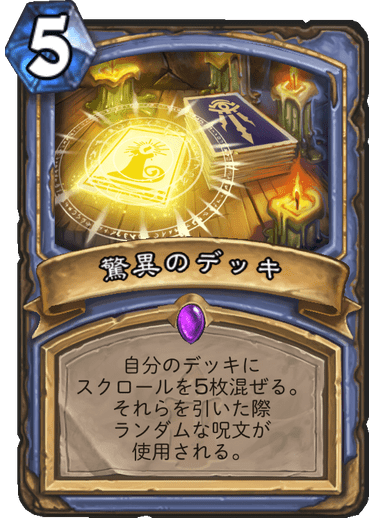 5
驚異のデッキ
自分のデッキに
スクロールを5枚混ぜる。
それらを引いた際
ランダムな呪文が
使用される。